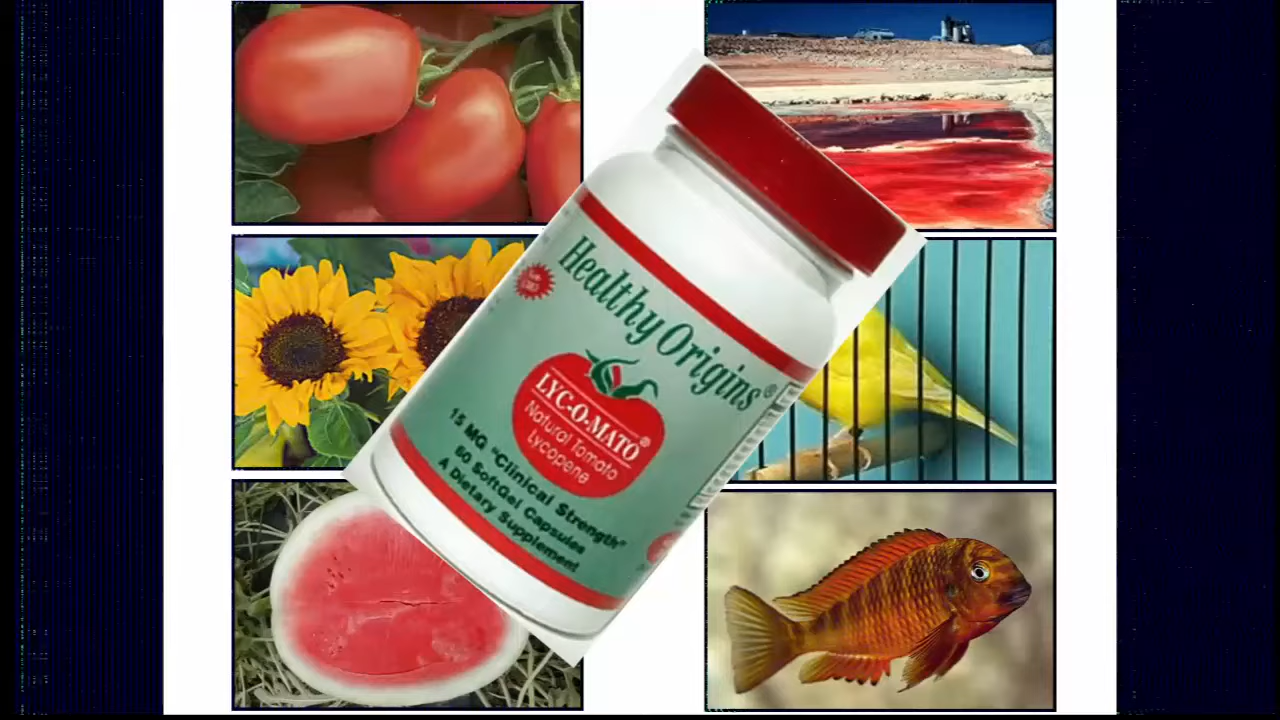 Healthy Origins®
LYC-O-MATO®
Natural Tomato
Lycopene
15 MG "Clinical Strength"
60 SoftGel Capsules
A Dietary Supplement